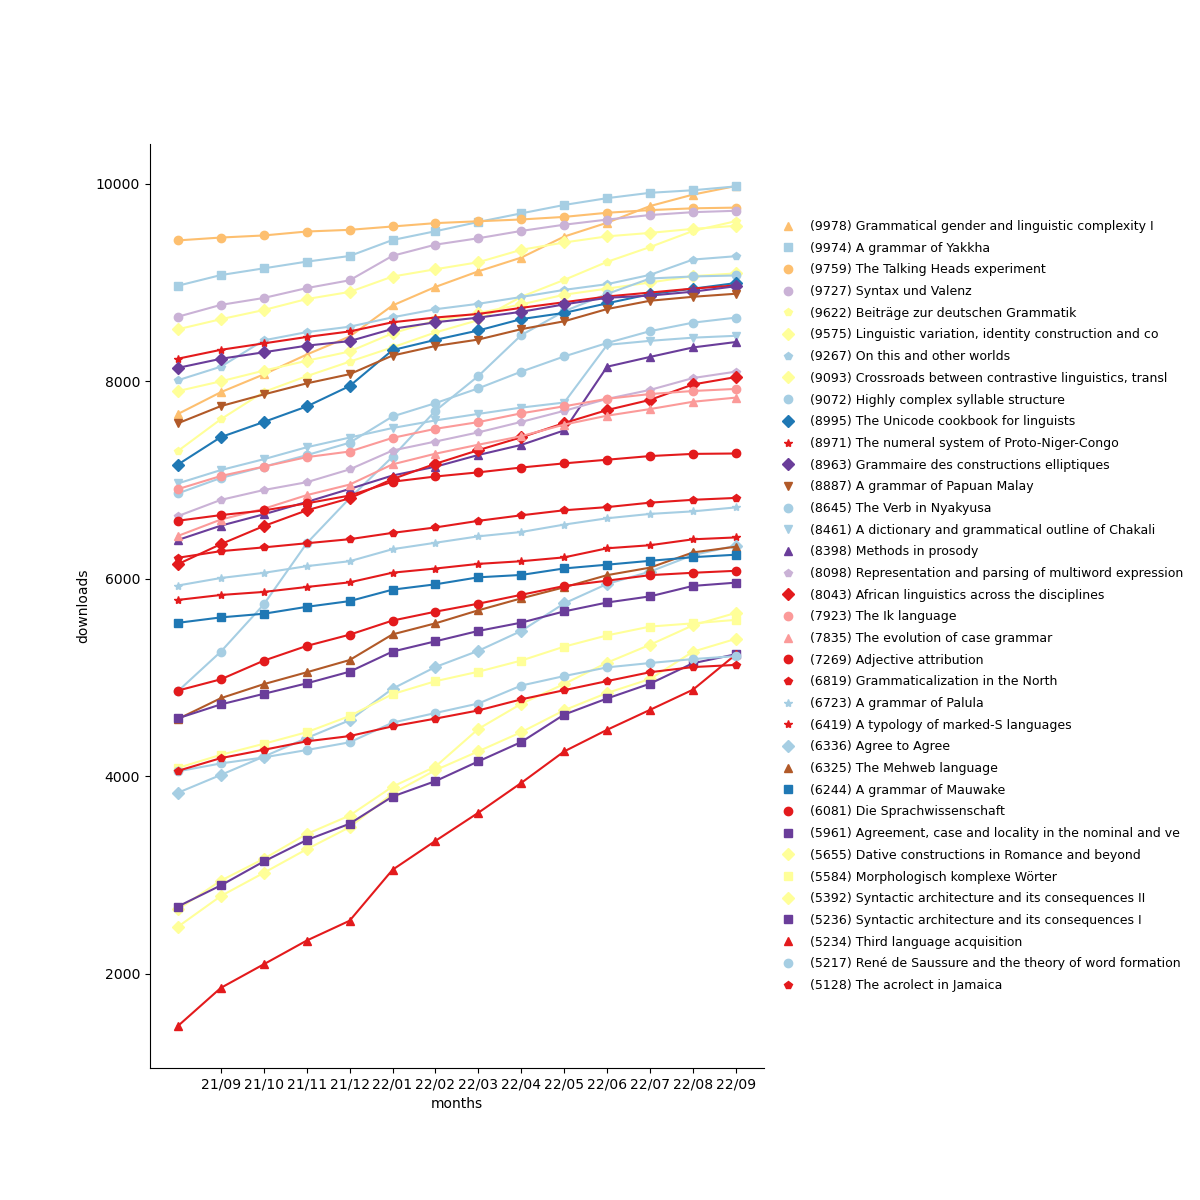 10000
8000
6000
4000
2000
downloads
21/09 21/10 21/11 21/12 22/01 22/02 22/03 22/04 22/05 22/06 22/07 22/08 22/09
months
(9978) Grammatical gender and linguistic complexity I
(9974) A grammar of Yakkha
(9759) The Talking Heads experiment
(9727) Syntax und Valenz
(9622) Beiträge zur deutschen Grammatik
(9575) Linguistic variation, identity construction and co
(9267) On this and other worlds
(9093) Crossroads between contrastive linguistics, transl
(9072) Highly complex syllable structure
(8995) The Unicode cookbook for linguists
(8971) The numeral system of Proto-Niger-Congo
(8963) Grammaire des constructions elliptiques
(8887) A grammar of Papuan Malay
(8645) The Verb in Nyakyusa
(8461) A dictionary and grammatical outline of Chakali
(8398) Methods in prosody
(8098) Representation and parsing of multiword expression
(8043) African linguistics across the disciplines
(7923) The Ik language
(7835) The evolution of case grammar
(7269) Adjective attribution
(6819) Grammaticalization in the North
(6723) A grammar of Palula
(6419) A typology of marked-S languages
(6336) Agree to Agree
(6325) The Mehweb language
(6244) A grammar of Mauwake
(6081) Die Sprachwissenschaft
(5961) Agreement, case and locality in the nominal and ve
(5655) Dative constructions in Romance and beyond
(5584) Morphologisch komplexe Wörter
(5392) Syntactic architecture and its consequences II
(5236) Syntactic architecture and its consequences I
(5234) Third language acquisition
(5217) René de Saussure and the theory of word formation
(5128) The acrolect in Jamaica